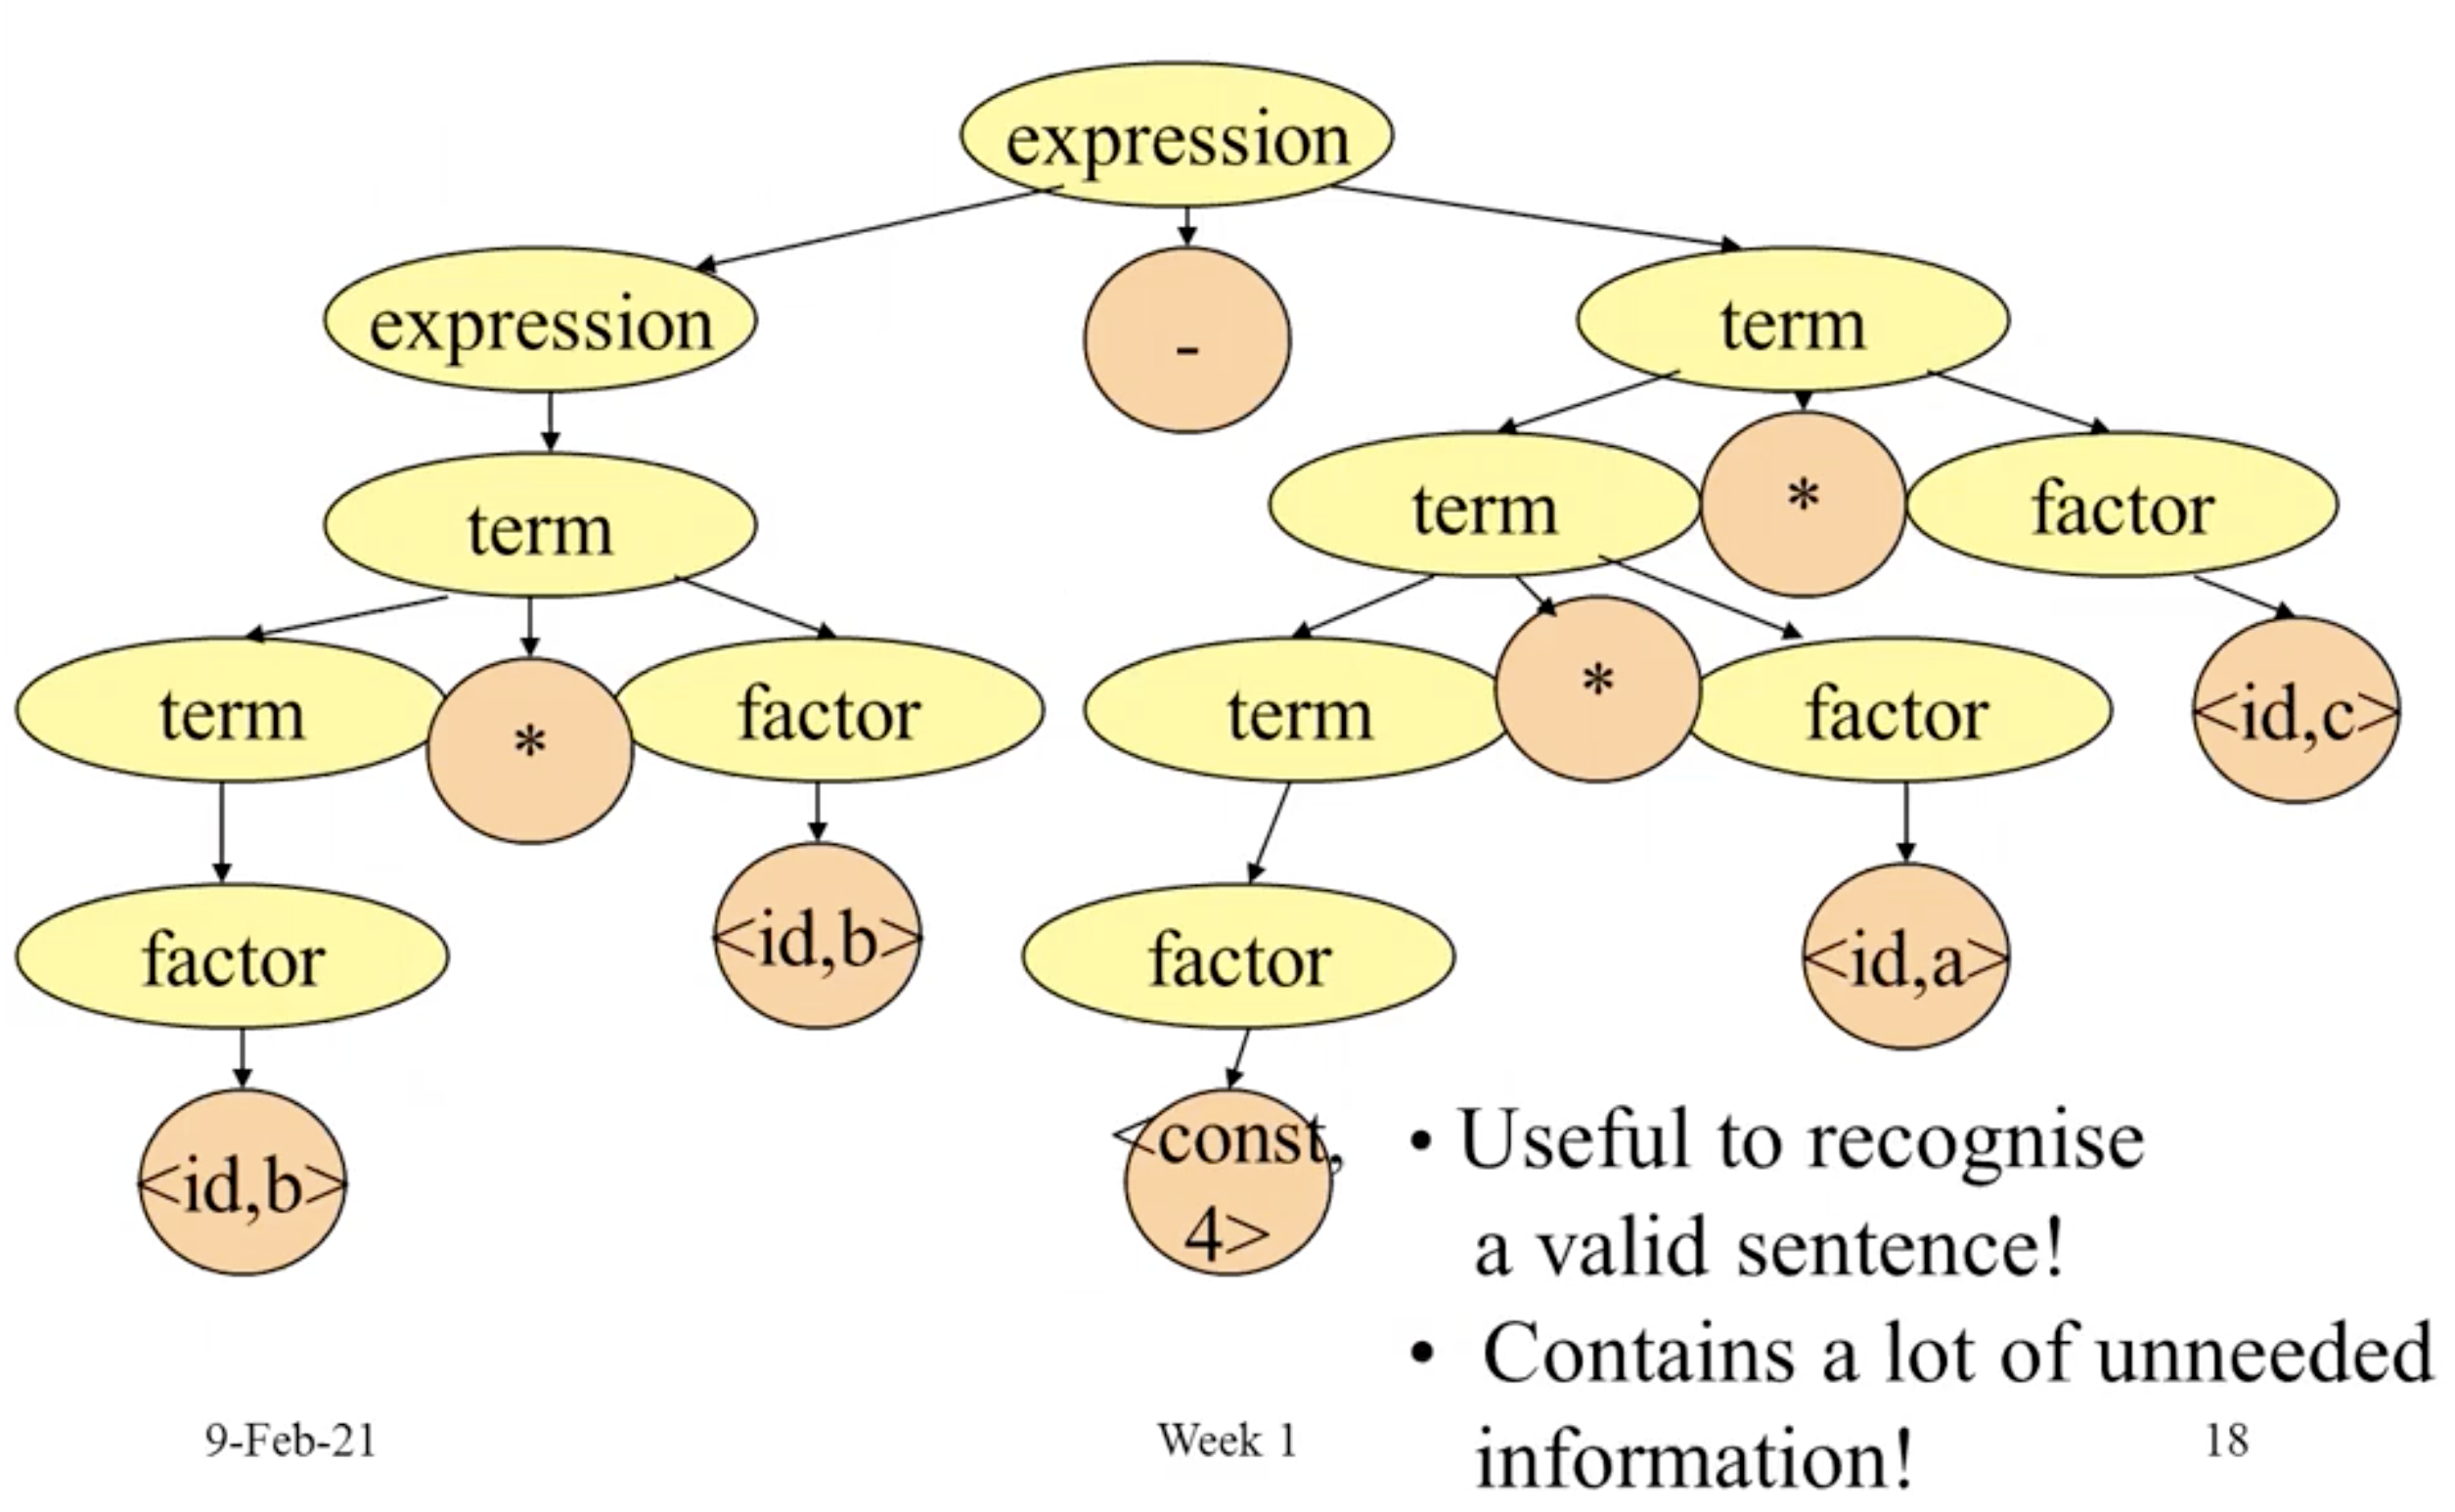 expression
expression
-
term
term
term
*
factor
term
*
factor
term
*
factor
<id,c>
factor
<id,b>
factor
<id,a>
<id,b>
<const,
4>
• Useful to recognise
a valid sentence!
• Contains a lot of unneeded
information!
9-Feb-21
Week 1
18